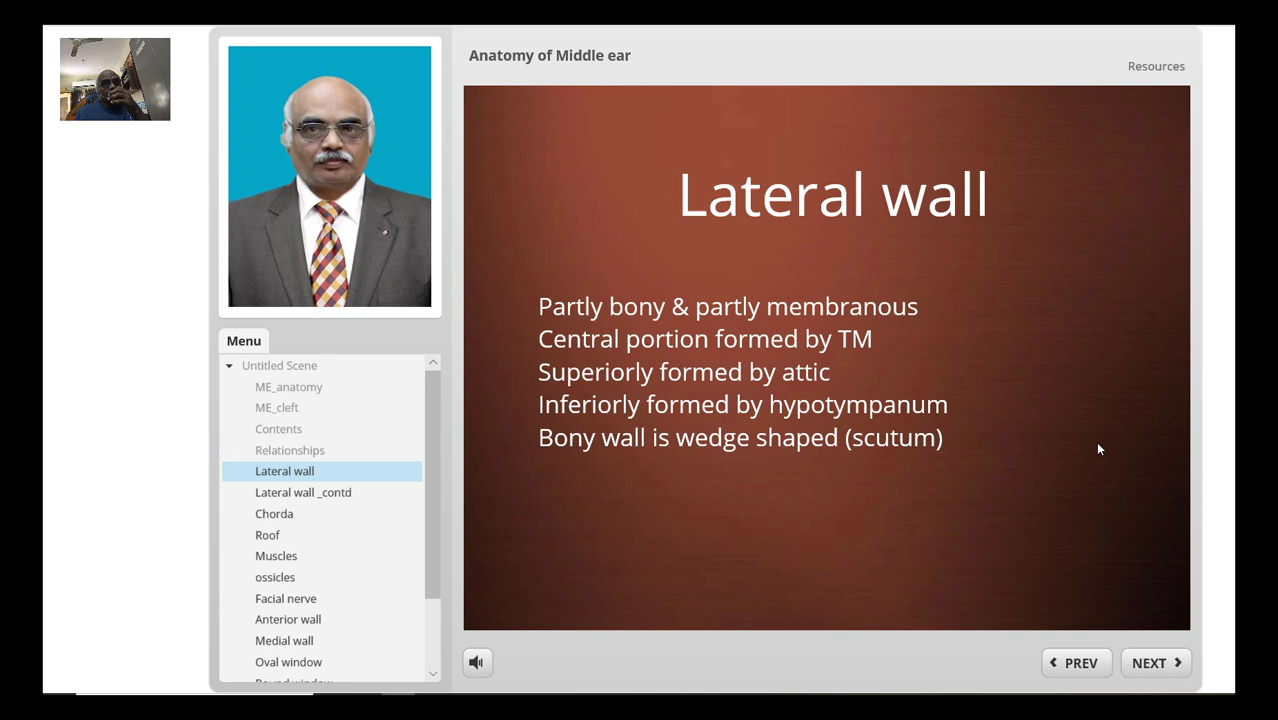 Anatomy of Middle ear
Resources
Menu
Untitled Scene
ME_anatomy
ME_cleft
Contents
Relationships
Lateral wall
Lateral wall _contd
Chorda
Roof
Muscles
ossicles
Facial nerve
Anterior wall
Medial wall
Oval window
Lateral wall
Partly bony & partly membranous
Central portion formed by TM
Superiorly formed by attic
Inferiorly formed by hypotympanum
Bony wall is wedge shaped (scutum)
PREV
NEXT